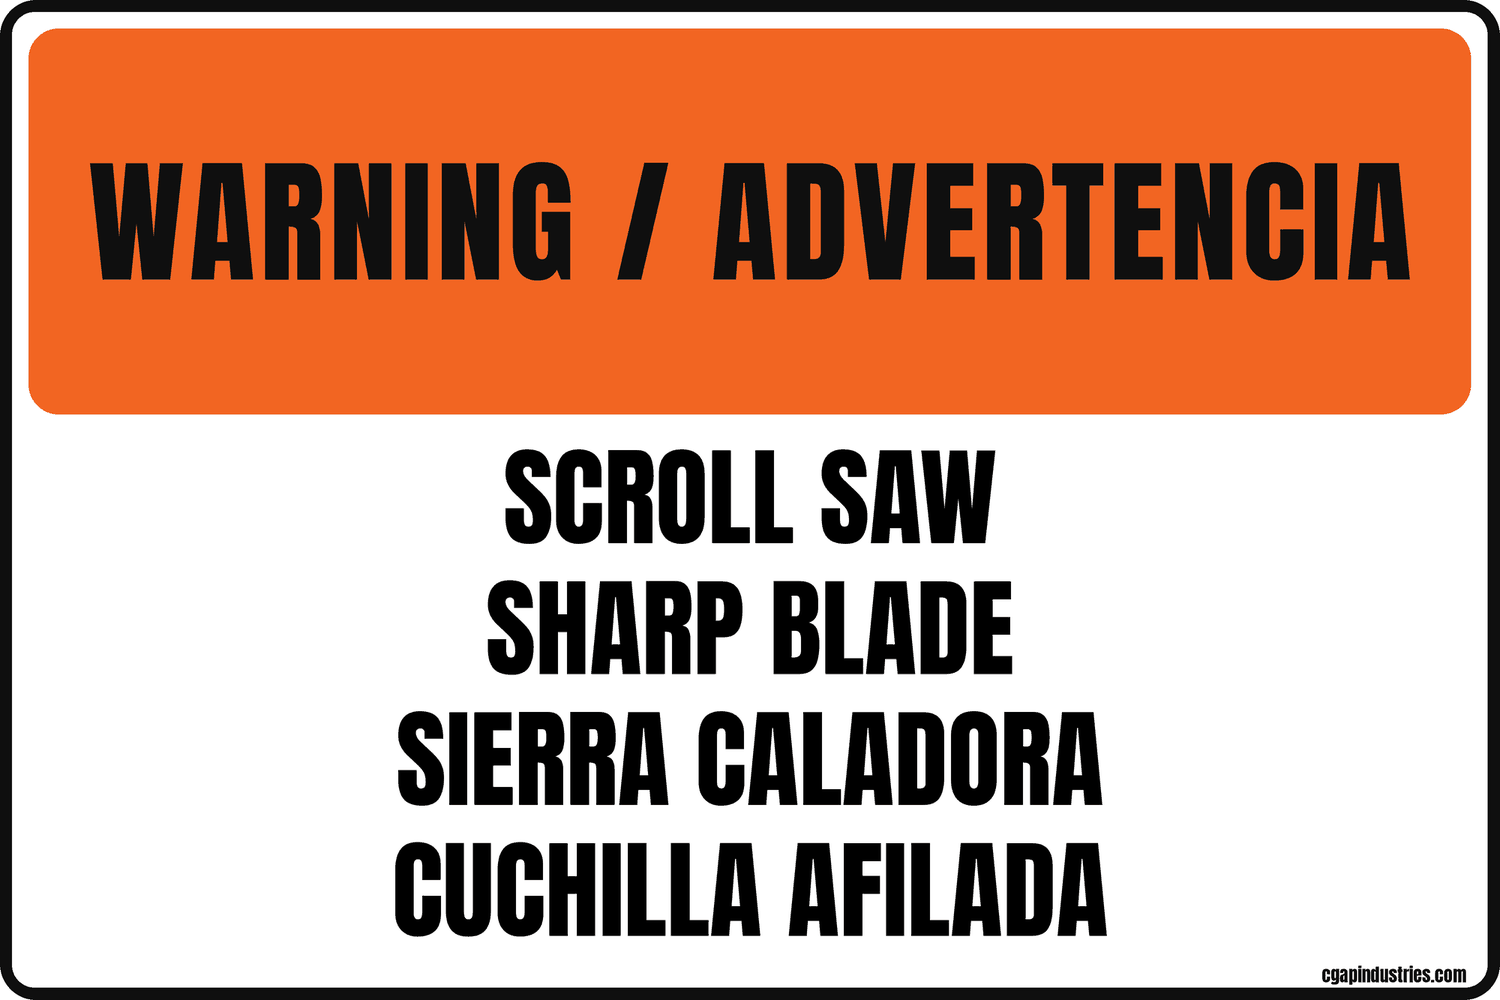 WARNING / ADVERTENCIA
SCROLL SAW
SHARP BLADE
SIERRA CALADORA
CUCHILLA AFILADA
cgapindustries.com